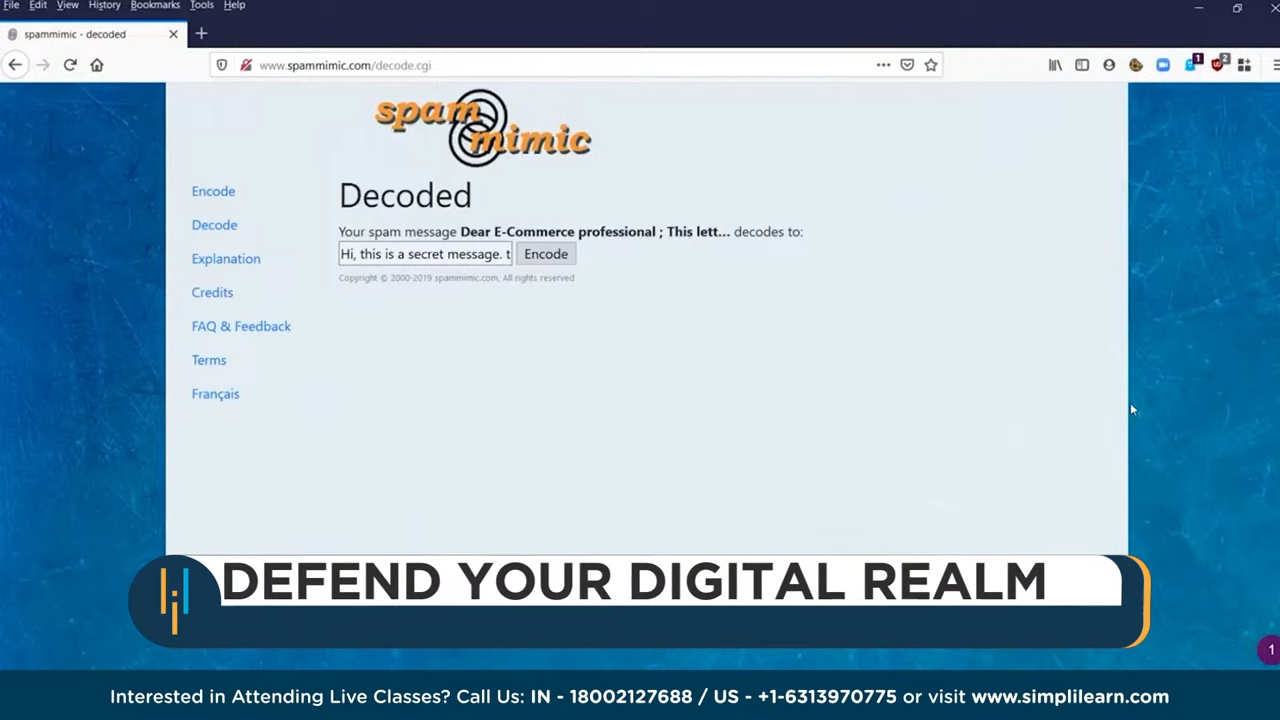 File Edit View History Bookmarks Tools Help
spammimic - decoded
www.spammimic.com/decode.cgi
1
2
spam
mimic
Encode
Decoded
Decode
Your spam message Dear E-Commerce professional ; This lett... decodes to:
Hi, this is a secret message. t Encode
Explanation
Copyright © 2000-2019 spammimic.com, All rights reserved
Credits
FAQ & Feedback
Terms
Français
DEFEND YOUR DIGITAL REALM
1
Interested in Attending Live Classes? Call Us: IN - 18002127688 / US - +1-6313970775 or visit www.simplilearn.com